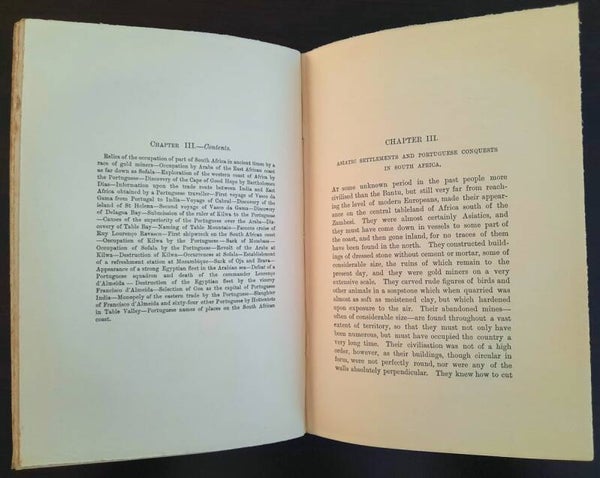 CHAPTER III.—Contents.
Relics of the occupation of part of South Africa in ancient times by a
race of gold miners—Occupation by Arabs of the East African coast
as far down as Sofala—Exploration of the western coast of Africa by
the Portuguese—Discovery of the Cape of Good Hope by Bartholomeu
Dias—Information upon the trade route between India and East
Africa obtained by a Portuguese traveller—First voyage of Vasco da
Gama from Portugal to India—Voyage of Cabral—Discovery of the
island of St Helena—Second voyage of Vasco da Gama—Discovery
of Delagoa Bay—Submission of the ruler of Kilwa to the Portuguese
—Causes of the superiority of the Portuguese over the Arabs—Dis-
covery of Table Bay—Naming of Table Mountain—Famous cruise
of Ruy Lourenço Ravasco—First shipwreck on the South African coast
—Occupation of Kilwa by the Portuguese—Sack of Mombasa—
Occupation of Sofala by the Portuguese—Revolt of the Arabs at
Kilwa—Destruction of Kilwa—Occurrences at Sofala—Establishment
of a refreshment station at Mozambique—Sack of Oja and Brava—
Appearance of a strong Egyptian fleet in the Arabian sea—Defeat of a
Portuguese squadron and death of the commander Lourenço
d'Almeida—Destruction of the Egyptian fleet by the viceroy
Francisco d'Almeida—Selection of Goa as the capital of Portuguese
India—Monopoly of the eastern trade by the Portuguese—Slaughter
of Francisco d'Almeida and sixty-four other Portuguese by Hottentots
in Table Valley—Portuguese names of places on the South African
coast.
CHAPTER III.
ASIATIC SETTLEMENTS AND PORTUGUESE CONQUESTS
IN SOUTH AFRICA.
At some unknown period in the past people more
civilised than the Bantu, but still very far from reach-
ing the level of modern Europeans, made their appear-
ance on the central tableland of Africa south of the
Zambesi. They were almost certainly Asiatics, and
they must have come down in vessels to some part of
the coast, and then gone inland, for no traces of them
have been found in the north. They constructed build-
ings of dressed stone without cement or mortar, some of
considerable size, the ruins of which remain to the
present day, and they were gold miners on a very
extensive scale. They carved rude figures of birds and
other animals in a soapstone which when quarried was
almost as soft as moistened clay, but which hardened
upon exposure to the air. Their abandoned mines—
often of considerable size—are found throughout a vast
extent of territory, so that they must not only have
been numerous, but must have occupied the country a
very long time. Their civilisation was not of a high
order, however, as their buildings, though circular in
form, were not perfectly round, nor were any of the
walls absolutely perpendicular. They knew how to cut